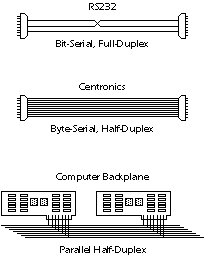 RS232
Bit-Serial, Full-Duplex
Centronics
Byte-Serial, Half-Duplex
Computer Backplane
Parallel Half-Duplex